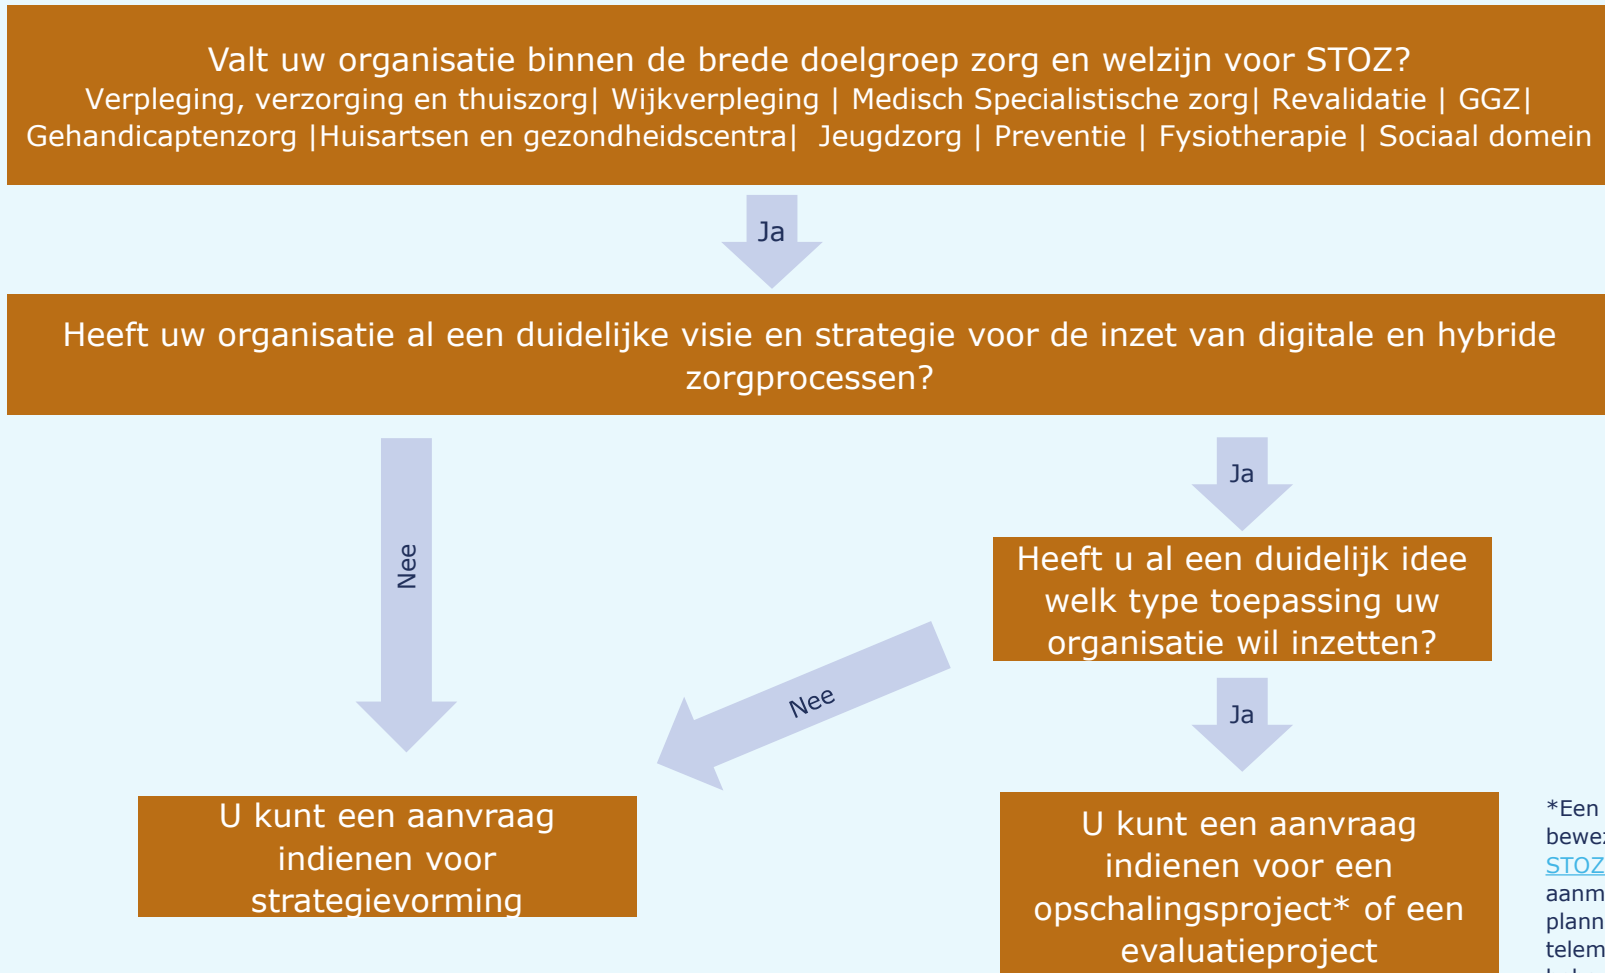 Valt uw organisatie binnen de brede doelgroep zorg en welzijn voor STOZ?
Verpleging, verzorging en thuiszorg| Wijkverpleging | Medisch Specialistische zorg| Revalidatie | GGZ|
Gehandicaptenzorg |Huisartsen en gezondheidscentra| Jeugdzorg | Preventie | Fysiotherapie | Sociaal domein
Ja
Heeft uw organisatie al een duidelijke visie en strategie voor de inzet van digitale en hybride
zorgprocessen?
Nee
Ja
Heeft u al een duidelijk idee
welk type toepassing uw
organisatie wil inzetten?
Nee
Ja
U kunt een aanvraag
indienen voor
strategievorming
U kunt een aanvraag
indienen voor een
opschalingsproject* of een
evaluatieproject
*Een
STOZ